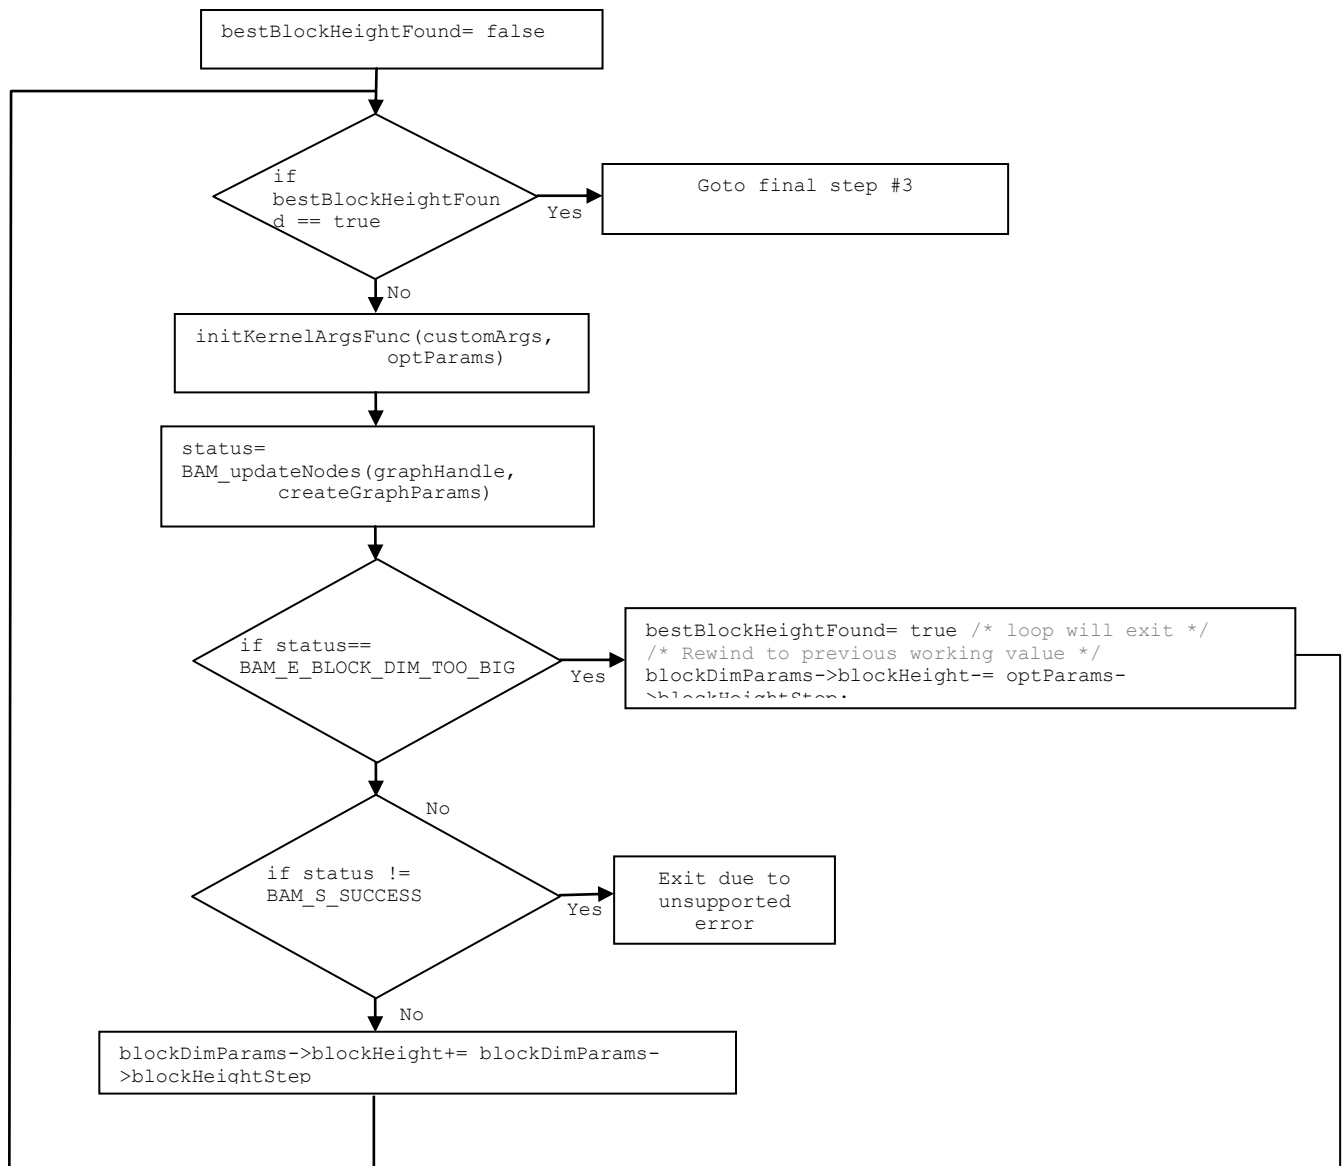 bestBlockHeightFound= false
if
bestBlockHeightFoun
d == true
Yes
Goto final step #3
No
initKernelArgsFunc(customArgs,
optParams)
status=
BAM_updateNodes(graphHandle,
createGraphParams)
if status==
BAM_E_BLOCK_DIM_TOO_BIG
Yes
bestBlockHeightFound= true /* loop will exit */
/* Rewind to previous working value */
blockDimParams->blockHeight-= optParams-
>blockHeightStep;
No
if status !=
BAM_S_SUCCESS
Yes
Exit due to
unsupported
error
No
blockDimParams->blockHeight+= blockDimParams-
>blockHeightStep